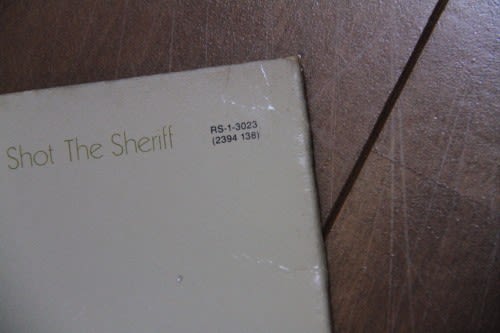 Shot The Sheriff
RS-1-3023
(2394 138)